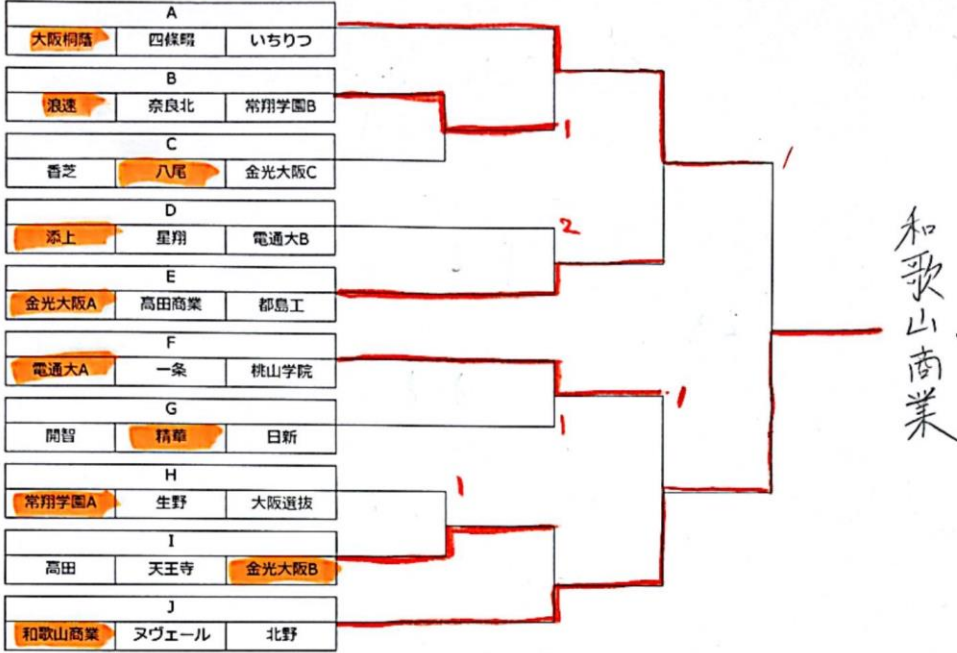 A
大阪桐蔭 四條畷 いちりつ
B
浪速 奈良北 常翔学園B
1
C
香芝 八尾 金光大阪C
1
D
添上 星翔 電通大B
2
E
金光大阪A 高田商業 都島工
F
電通大A 一条 桃山学院
1
G
開智 精華 日新
1
H
常翔学園A 生野 大阪選抜
1
I
高田 天王寺 金光大阪B
J
和歌山商業 ヌヴェール 北野
和歌山商業